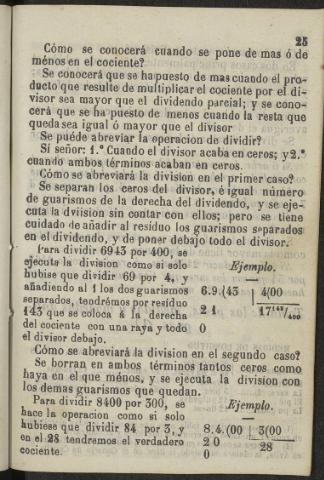 25
Cómo se conocerá cuando se pone de mas ó de
ménos en el cociente?
Se conocerá que se ha puesto de mas cuando el pro-
ducto que resulte de multiplicar el cociente por el di-
visor sea mayor que el dividendo parcial; y se cono-
cerá que se ha puesto de menos cuando la resta que
queda sea igual ó mayor que el divisor
Se puede abreviar la operacion de dividir?
Sí señor: 1.º Cuando el divisor acaba en ceros; y 2.º
cuando ambos términos acaban en ceros.
Cómo se abreviará la division en el primer caso?
Se separan los ceros del divisor, é igual número
de guarismos de la derecha del dividendo, y se eje-
cuta la dvision sin contar con ellos; pero se tiene
cuidado de añadir al resíduo los guarismos separados
en el dividendo, y de poner debajo todo el divisor.
Para dividir 6943 por 400, se
ejecuta la division como si solo
hubise que dividir 69 por 4, y
añadiendo al 1 los dos guarismos
separados, tendrémos por resíduo
143 que se coloca á la derecha
del cociente con una raya y todo
el divisor debajo.
Ejemplo.
6.9.(43 | 4/00
2 1 17¹⁴³/₄₀₀
0
Cómo se abreviará la division en el segundo caso?
Se borran en ambos términos tantos ceros como
haya en el que ménos, y se ejecuta la division con
los demas guarismos que quedan.
Para dividir 8400 por 300, se
hace la operacion como si solo
hubiese que dividir 84 por 3, y
en el 28 tendremos el verdadero
cociente.
Ejemplo.
8.4.(00 | 3(00
2 0 28
0